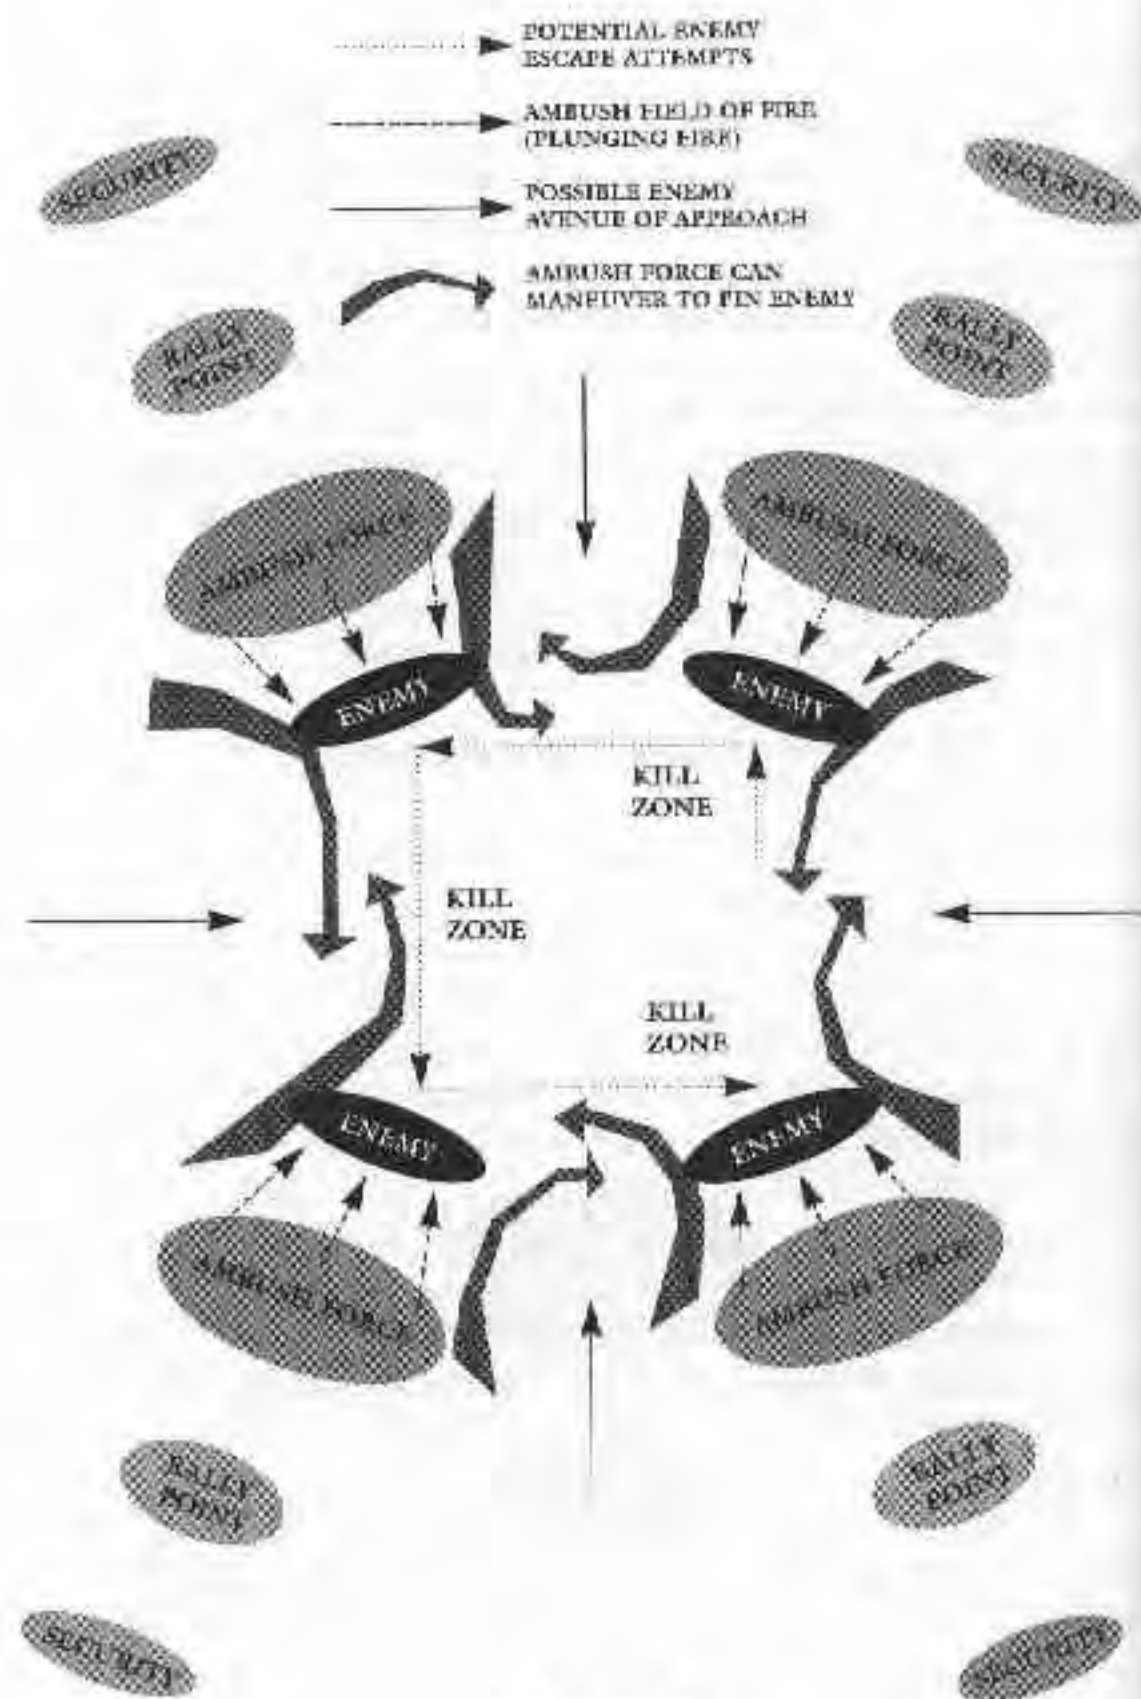 POTENTIAL ENEMY
ESCAPE ATTEMPTS
AMBUSH FIELD OF FIRE
(PLUNGING FIRE)
SECURITY
SECURITY
POSSIBLE ENEMY
AVENUE OF APPROACH
AMBUSH FORCE CAN
MANEUVER TO PIN ENEMY
RALLY
POINT
RALLY
POINT
AMBUSH FORCE
AMBUSH FORCE
ENEMY
ENEMY
KILL
ZONE
KILL
ZONE
KILL
ZONE
ENEMY
ENEMY
AMBUSH FORCE
AMBUSH FORCE
RALLY
POINT
RALLY
POINT
SECURITY
SECURITY